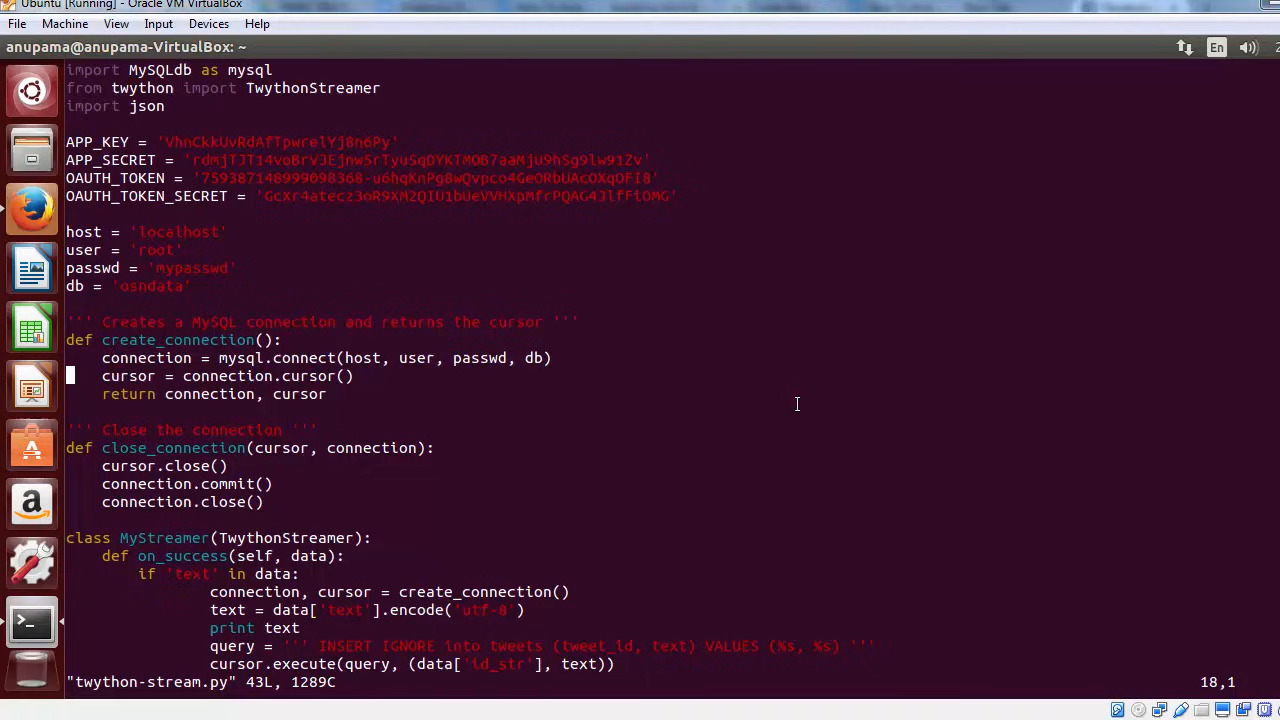 Ubuntu [Running] - Oracle VM VirtualBox
File Machine View Input Devices Help
anupama@anupama-VirtualBox: ~
En
import MySQLdb as mysql
from twython import TwythonStreamer
import json
APP_KEY =
APP_SECRET =
OAUTH_TOKEN =
OAUTH_TOKEN_SECRET =
host = 'localhost'
user = 'root'
passwd = 'mypasswd'
db = 'osndata'
''' Creates a MySQL connection and returns the cursor '''
def create_connection():
connection = mysql.connect(host, user, passwd, db)
cursor = connection.cursor()
return connection, cursor
''' Close the connection '''
def close_connection(cursor, connection):
cursor.close()
connection.commit()
connection.close()
class MyStreamer(TwythonStreamer):
def on_success(self, data):
if 'text' in data:
connection, cursor = create_connection()
text = data['text'].encode('utf-8')
print text
query = ''' INSERT IGNORE into tweets (tweet_id, text) VALUES (%s, %s) '''
cursor.execute(query, (data['id_str'], text))
"twython-stream.py" 43L, 1289C 18,1